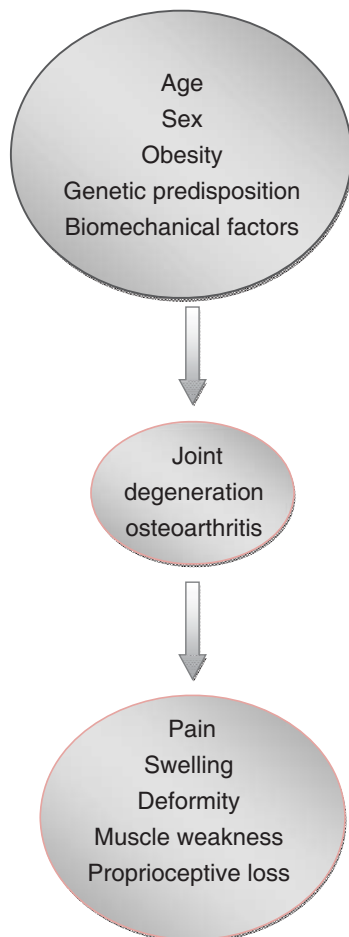 Age
Sex
Obesity
Genetic predisposition
Biomechanical factors
Joint
degeneration
osteoarthritis
Pain
Swelling
Deformity
Muscle weakness
Proprioceptive loss